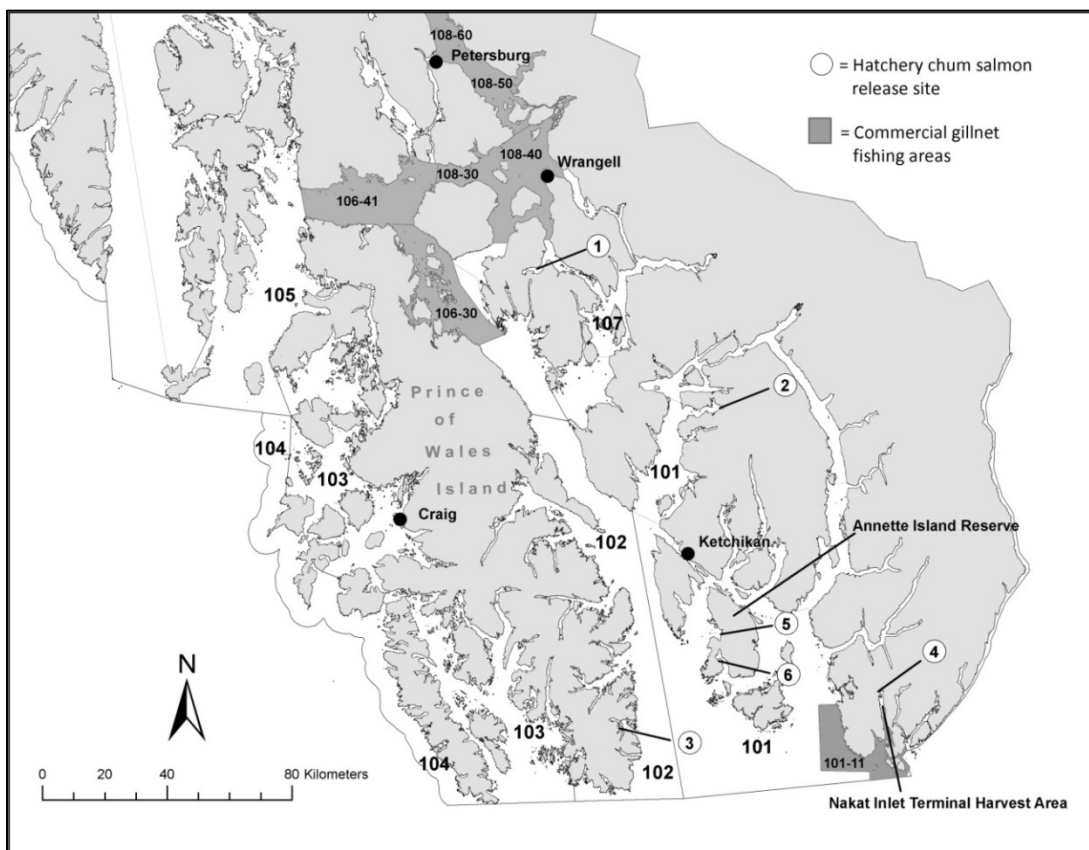 108-60
Petersburg
108-50
= Hatchery chum salmon
release site
= Commercial gillnet
fishing areas
108-40
Wrangell
108-30
106-41
1
105
106-30
107
2
Prince
of
Wales
Island
104
103
101
Craig
102
Ketchikan
Annette Island Reserve
5
6
4
N
103
3
104
102
101
101-11
0 20 40 80 Kilometers
Nakat Inlet Terminal Harvest Area